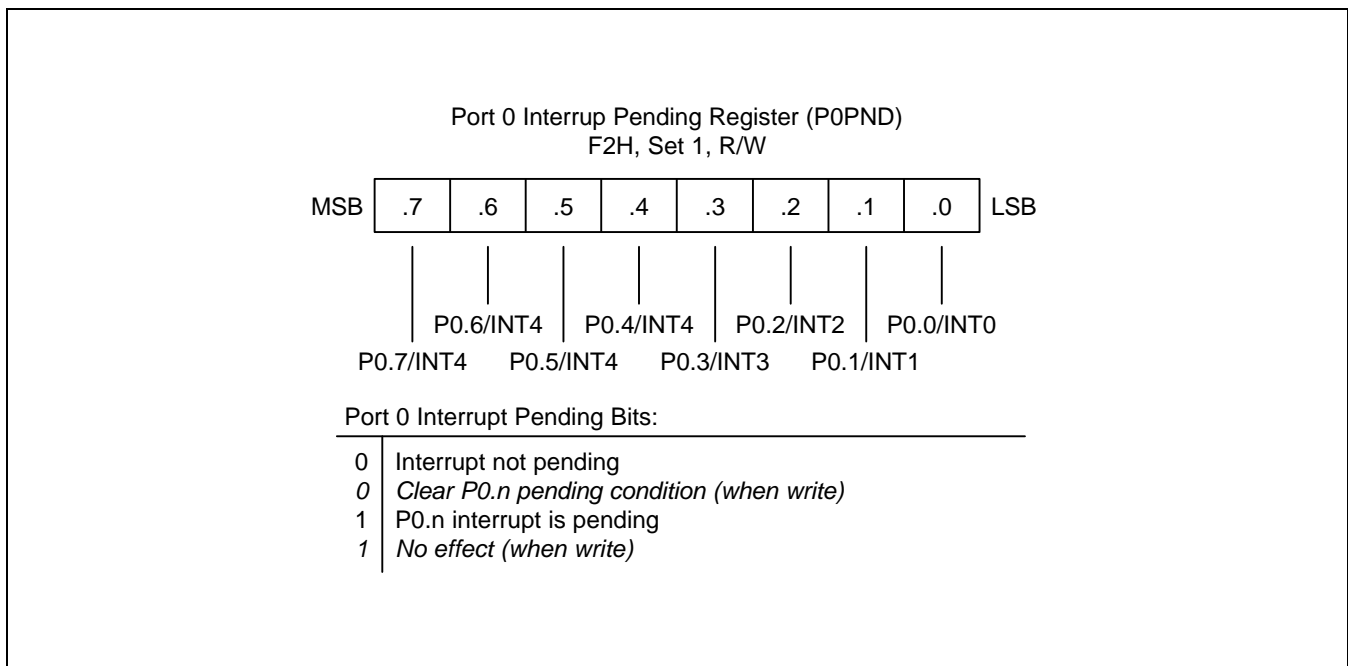 Port 0 Interrup Pending Register (P0PND)
F2H, Set 1, R/W
MSB .7 .6 .5 .4 .3 .2 .1 .0 LSB
P0.6/INT4 P0.4/INT4 P0.2/INT2 P0.0/INT0
P0.7/INT4 P0.5/INT4 P0.3/INT3 P0.1/INT1
Port 0 Interrupt Pending Bits:
0 Interrupt not pending
0 Clear P0.n pending condition (when write)
1 P0.n interrupt is pending
1 No effect (when write)